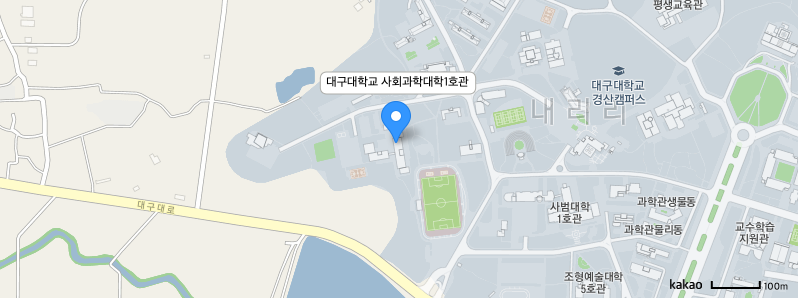 평생교육관
대구대학교 사회과학대학1호관
대구대학교
경산캠퍼스
내리리
대구대로
사범대학
1호관
과학관생물동
과학관물리동
교수학습
지원관
조형예술대학
5호관
kakao
100m